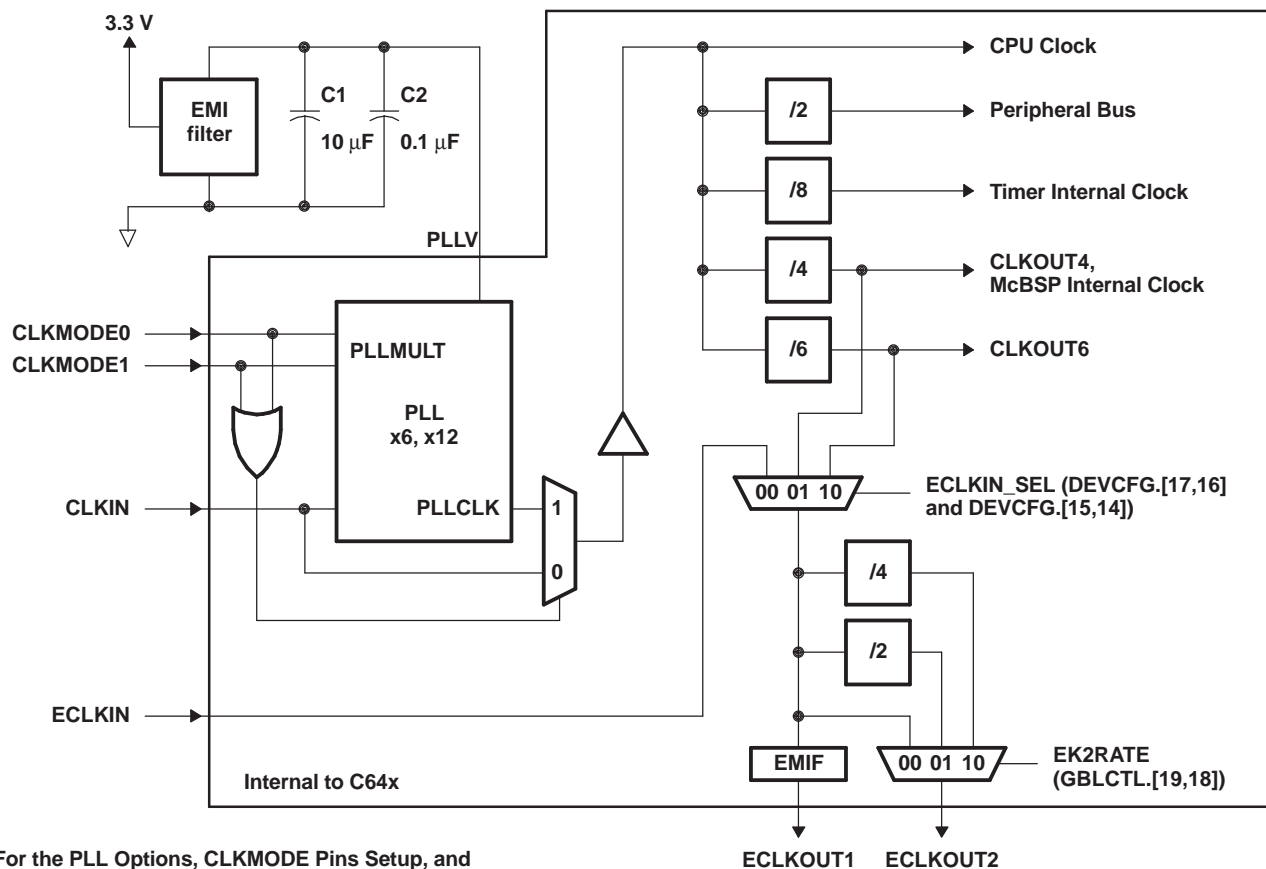 3.3 V
EMI
filter
C1
10 μF
C2
0.1 μF
PLLV
CPU Clock
/2
Peripheral Bus
/8
Timer Internal Clock
/4
CLKOUT4,
McBSP Internal Clock
/6
CLKOUT6
CLKMODE0
CLKMODE1
PLLMULT
PLL
x6, x12
CLKIN
PLLCLK
1
0
00 01 10
ECLKIN_SEL (DEVCFG.[17,16]
and DEVCFG.[15,14])
/4
/2
ECLKIN
EMIF
00 01 10
EK2RATE
(GBLCTL.[19,18])
Internal to C64x
ECLKOUT1
ECLKOUT2
For the PLL Options, CLKMODE Pins Setup, and